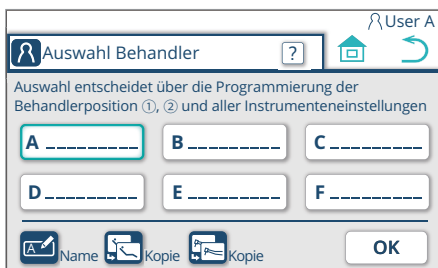 User A
Auswahl Behandler ?
Auswahl entscheidet über die Programmierung der
Behandlerposition ①, ② und aller Instrumenteneinstellungen
A _________ B _________ C _________
D _________ E _________ F _________
A Name Kopie Kopie OK